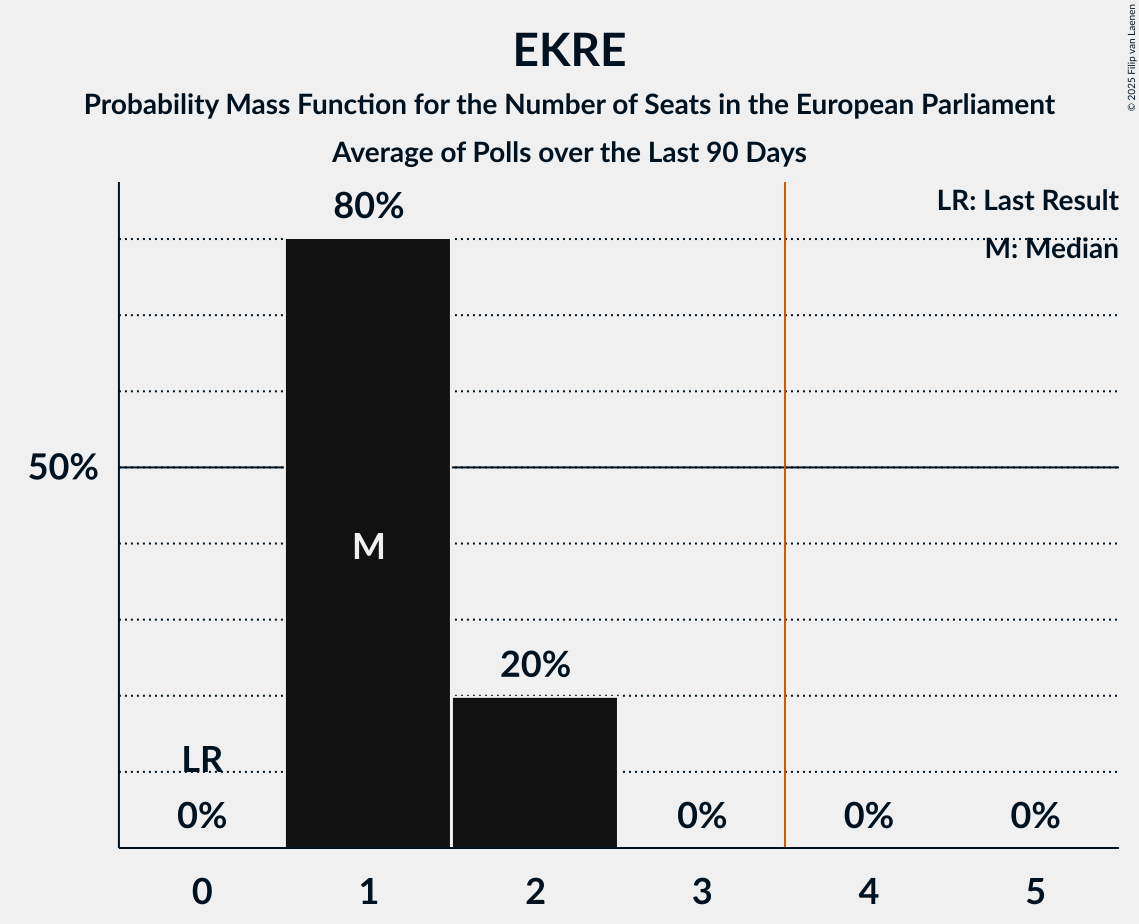 EKRE
Probability Mass Function for the Number of Seats in the European Parliament
Average of Polls over the Last 90 Days
© 2025 Filip van Laenen
LR: Last Result
M: Median
80%
50%
M
20%
LR
0%
0%
0%
0%
0
1
2
3
4
5